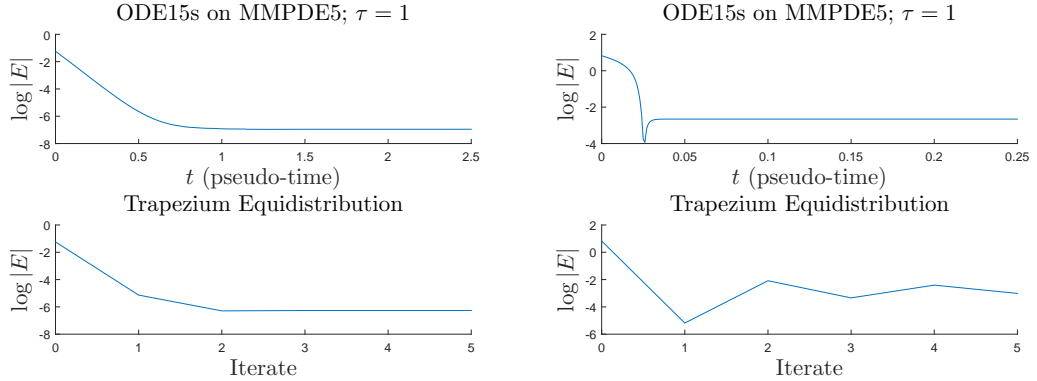 ODE15s on MMPDE5; τ = 1
log |E|
0
-2
-4
-6
-8
0 0.5 1 1.5 2 2.5
t (pseudo-time)
ODE15s on MMPDE5; τ = 1
log |E|
2
0
-2
-4
0 0.05 0.1 0.15 0.2 0.25
t (pseudo-time)
Trapezium Equidistribution
log |E|
0
-2
-4
-6
-8
0 1 2 3 4 5
Iterate
Trapezium Equidistribution
log |E|
2
0
-2
-4
-6
0 1 2 3 4 5
Iterate